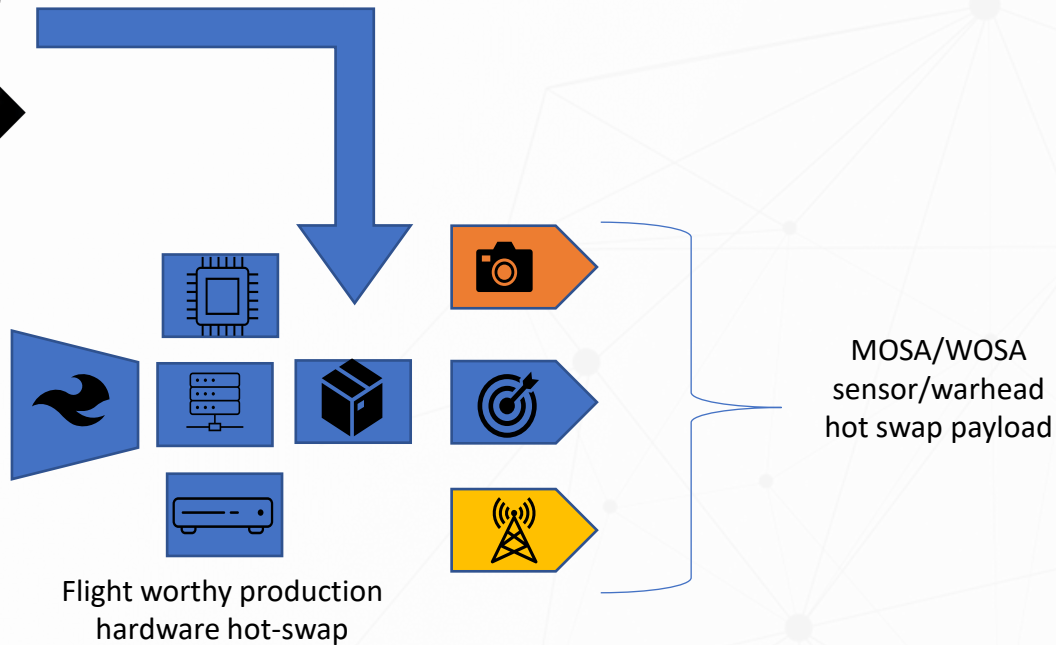 MOSA/WOSA
sensor/warhead
hot swap payload
Flight worthy production
hardware hot-swap